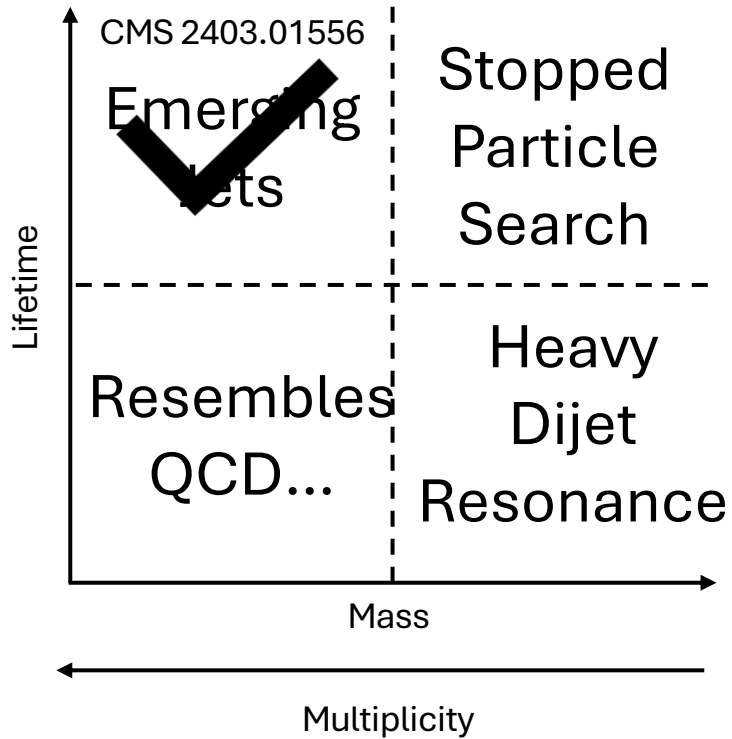 CMS 2403.01556
Emerging
Jets
Stopped
Particle
Search
Lifetime
Resembles
QCD...
Heavy
Dijet
Resonance
Mass
Multiplicity